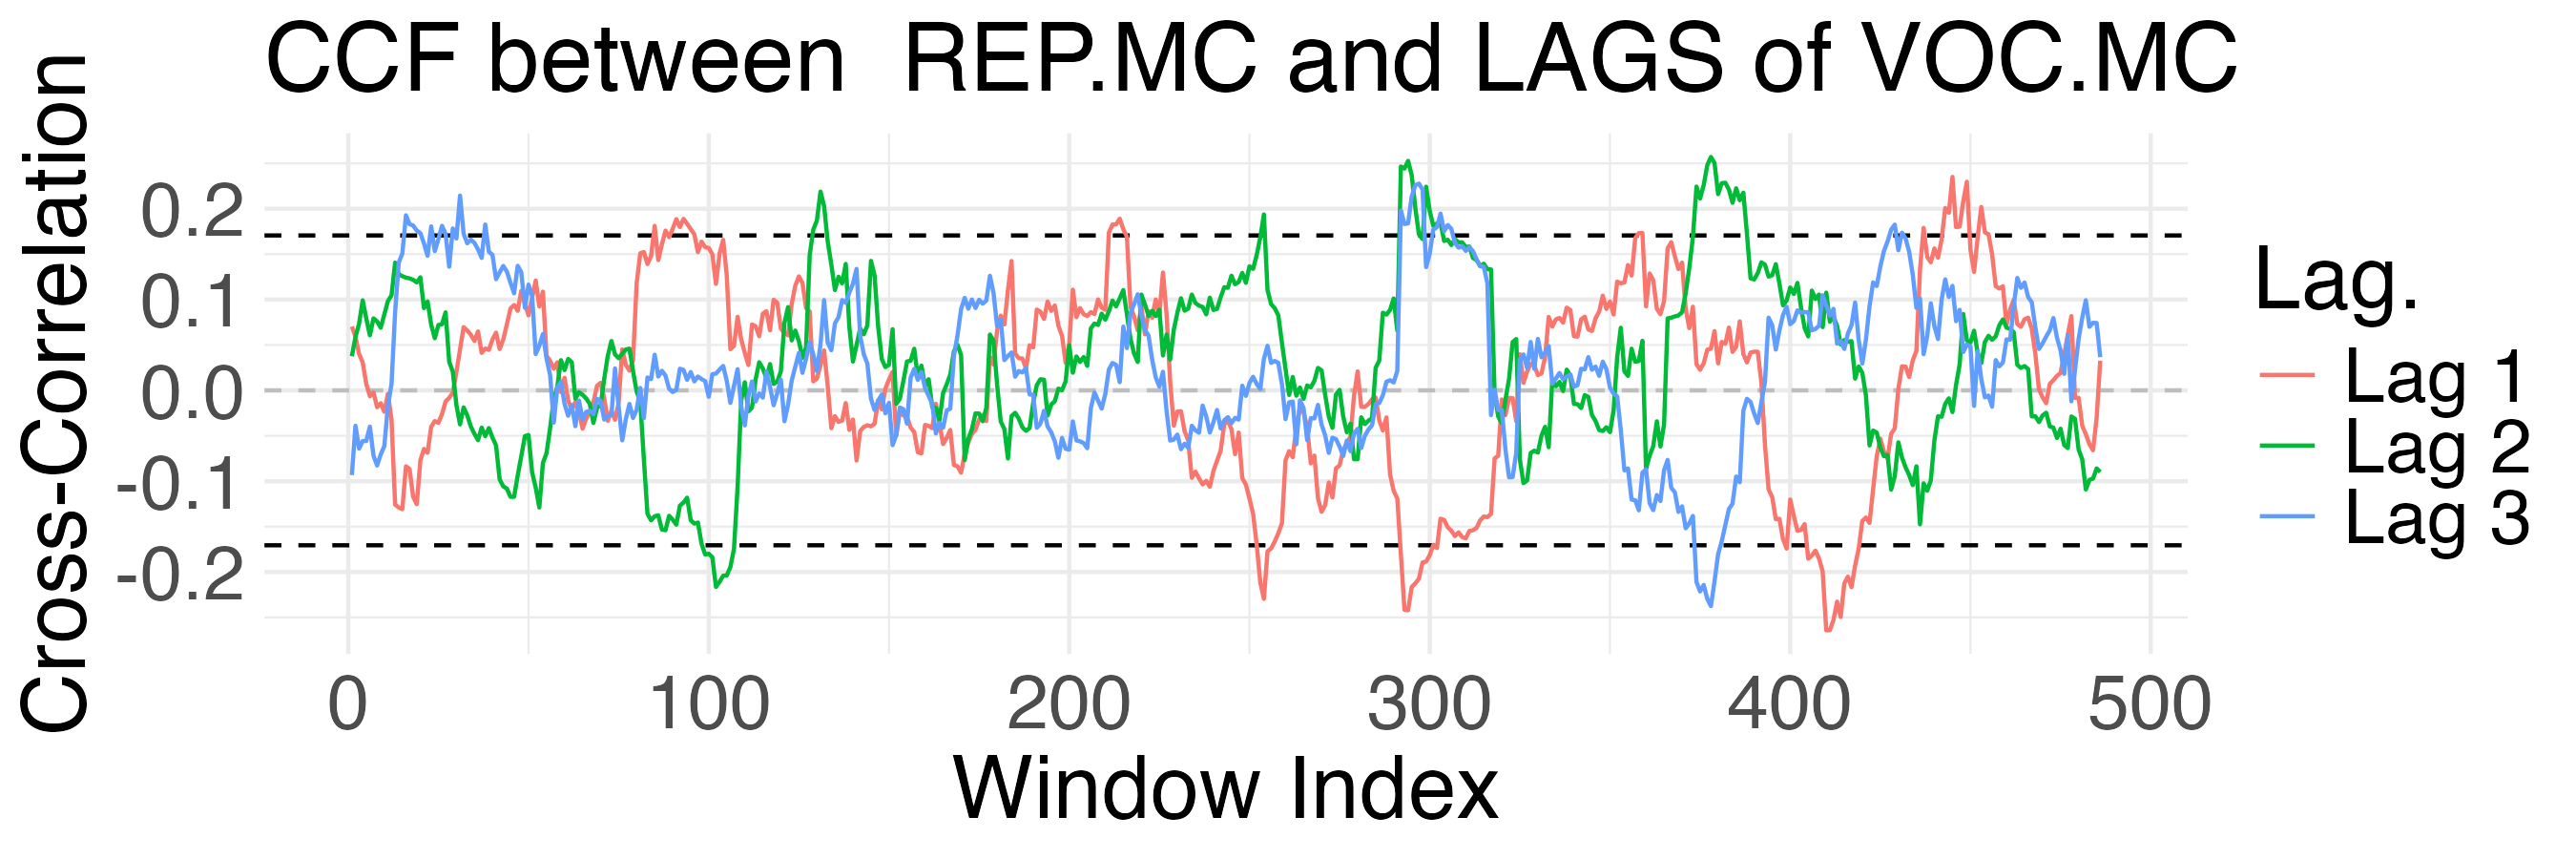 CCF between  REP.MC and LAGS of VOC.MC
Cross-Correlation
0.2
0.1
0.0
-0.1
-0.2
0 100 200 300 400 500
Window Index
Lag.
Lag 1
Lag 2
Lag 3